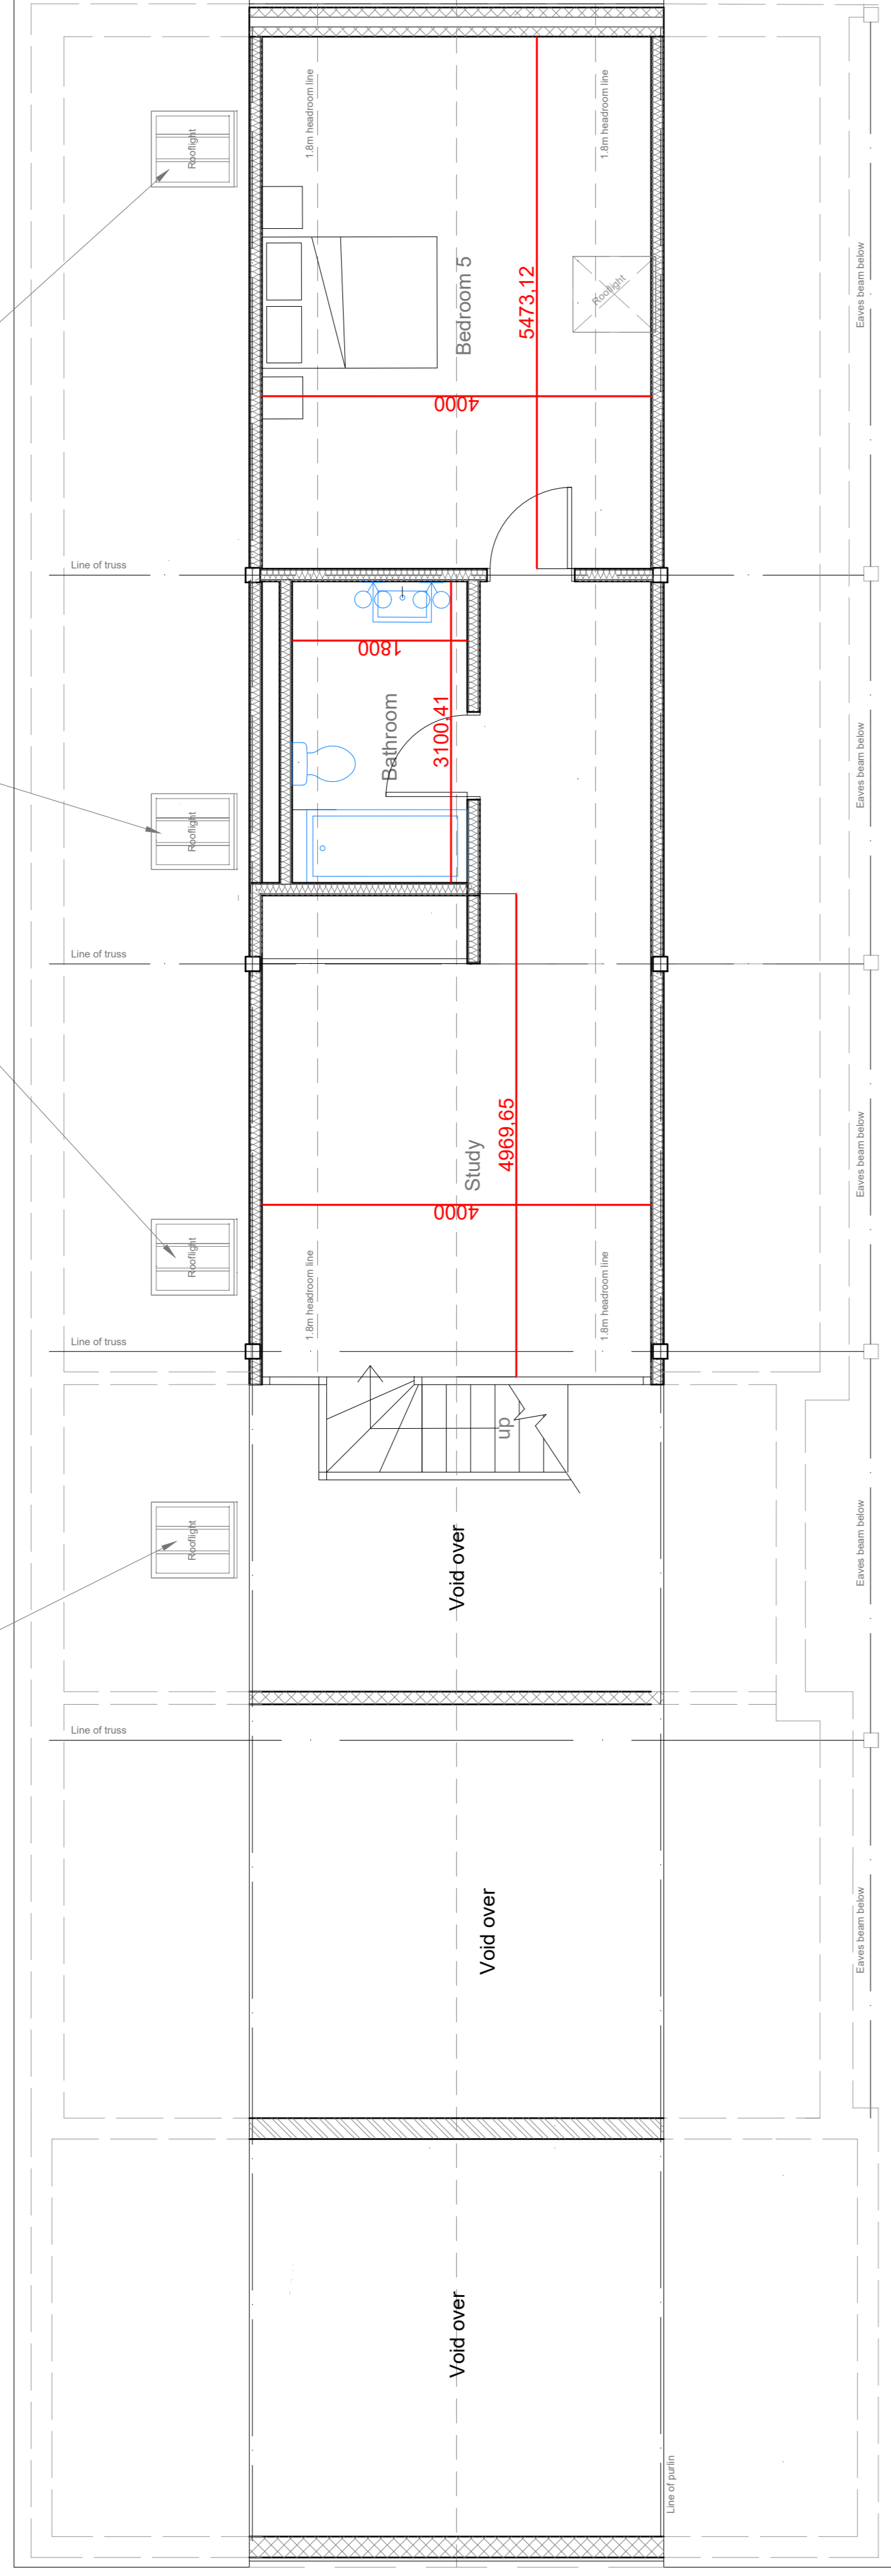 Rooflight
1.8m headroom line
1.8m headroom line
Bedroom 5
5473,12
Rooflight
Eaves beam below
4000
Line of truss
1800
Bathroom
3100,41
Rooflight
Eaves beam below
Line of truss
Study
4969,65
4000
Eaves beam below
Rooflight
1.8m headroom line
1.8m headroom line
Line of truss
up
Rooflight
Void over
Eaves beam below
Line of truss
Void over
Eaves beam below
Void over
Line of purlin